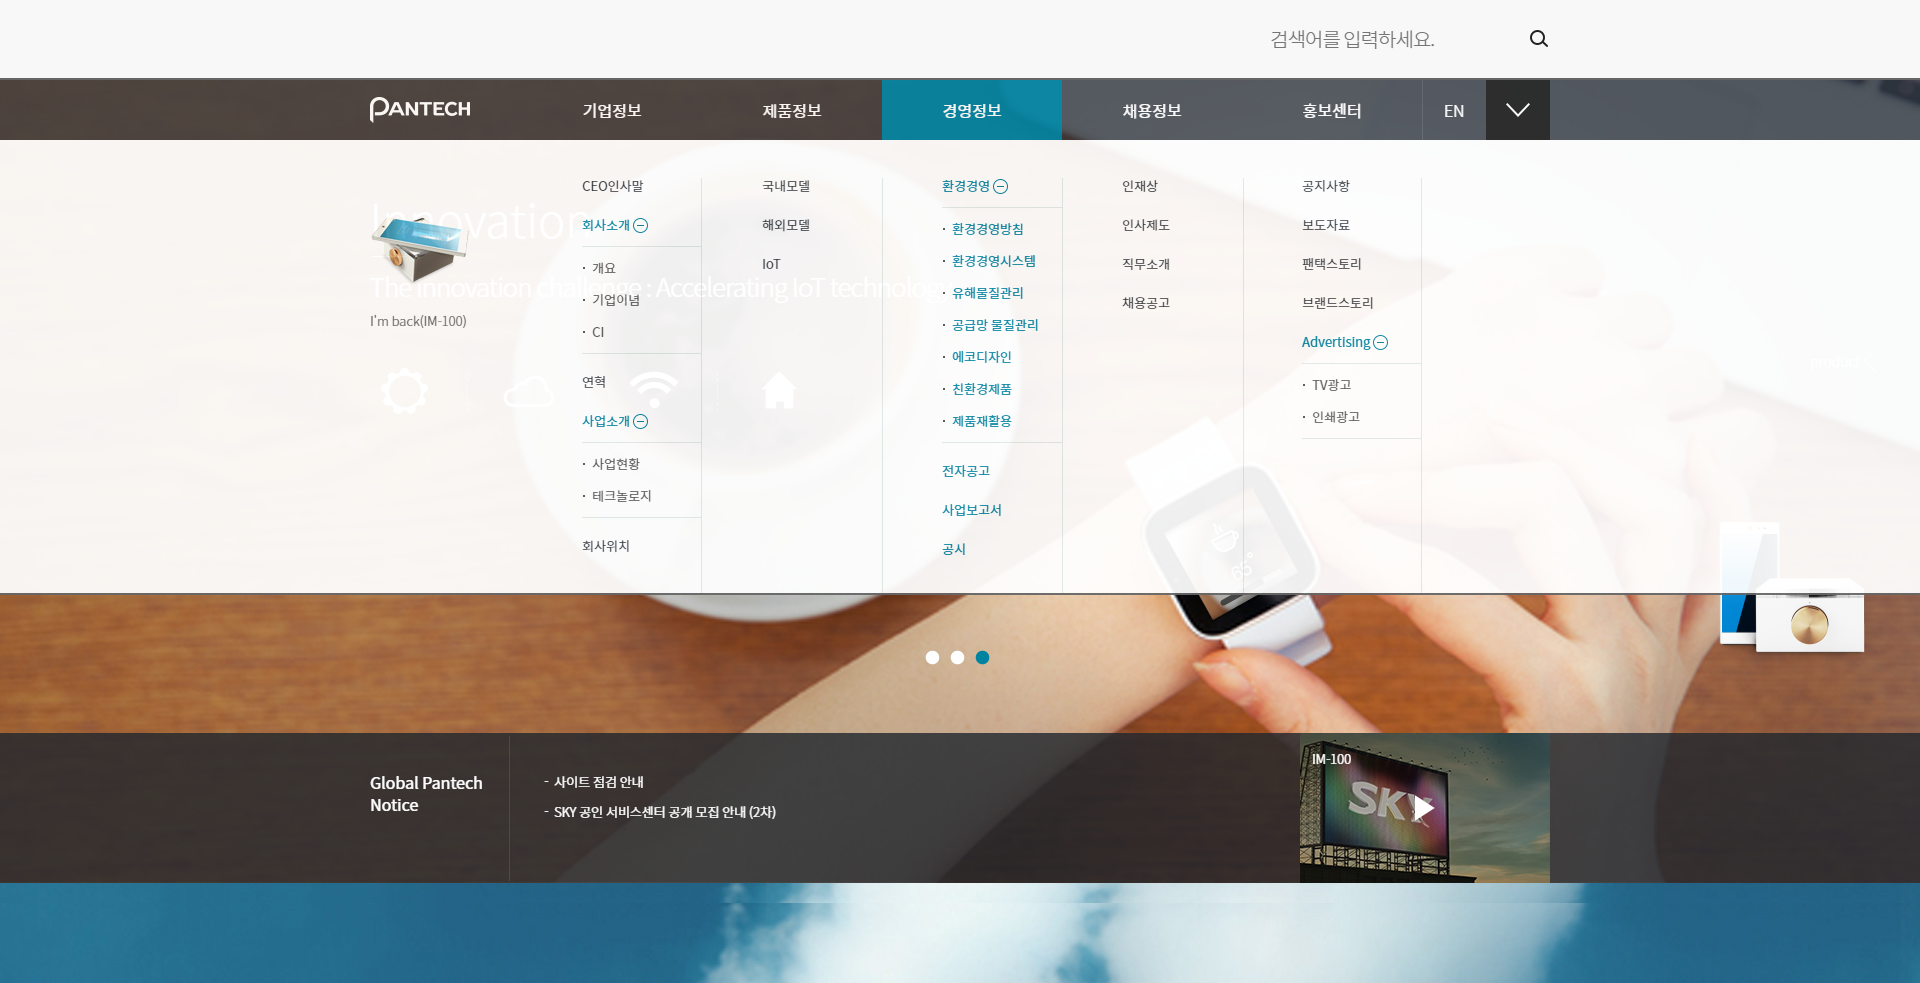 검색어를 입력하세요.
PANTECH
기업정보
제품정보
경영정보
채용정보
홍보센터
EN
Innovation
The innovation challenge : Accelerating IoT technology
I'm back(IM-100)
CEO인사말
회사소개
· 개요
· 기업이념
· CI
연혁
사업소개
· 사업현황
· 테크놀로지
회사위치
국내모델
해외모델
IoT
환경경영
· 환경경영방침
· 환경경영시스템
· 유해물질관리
· 공급망 물질관리
· 에코디자인
· 친환경제품
· 제품재활용
전자공고
사업보고서
공시
인재상
인사제도
직무소개
채용공고
공지사항
보도자료
팬택스토리
브랜드스토리
Advertising
· TV광고
· 인쇄광고
85°
Global Pantech
Notice
- 사이트 점검 안내
- SKY 공인 서비스센터 공개 모집 안내 (2차)
IM-100
SKY